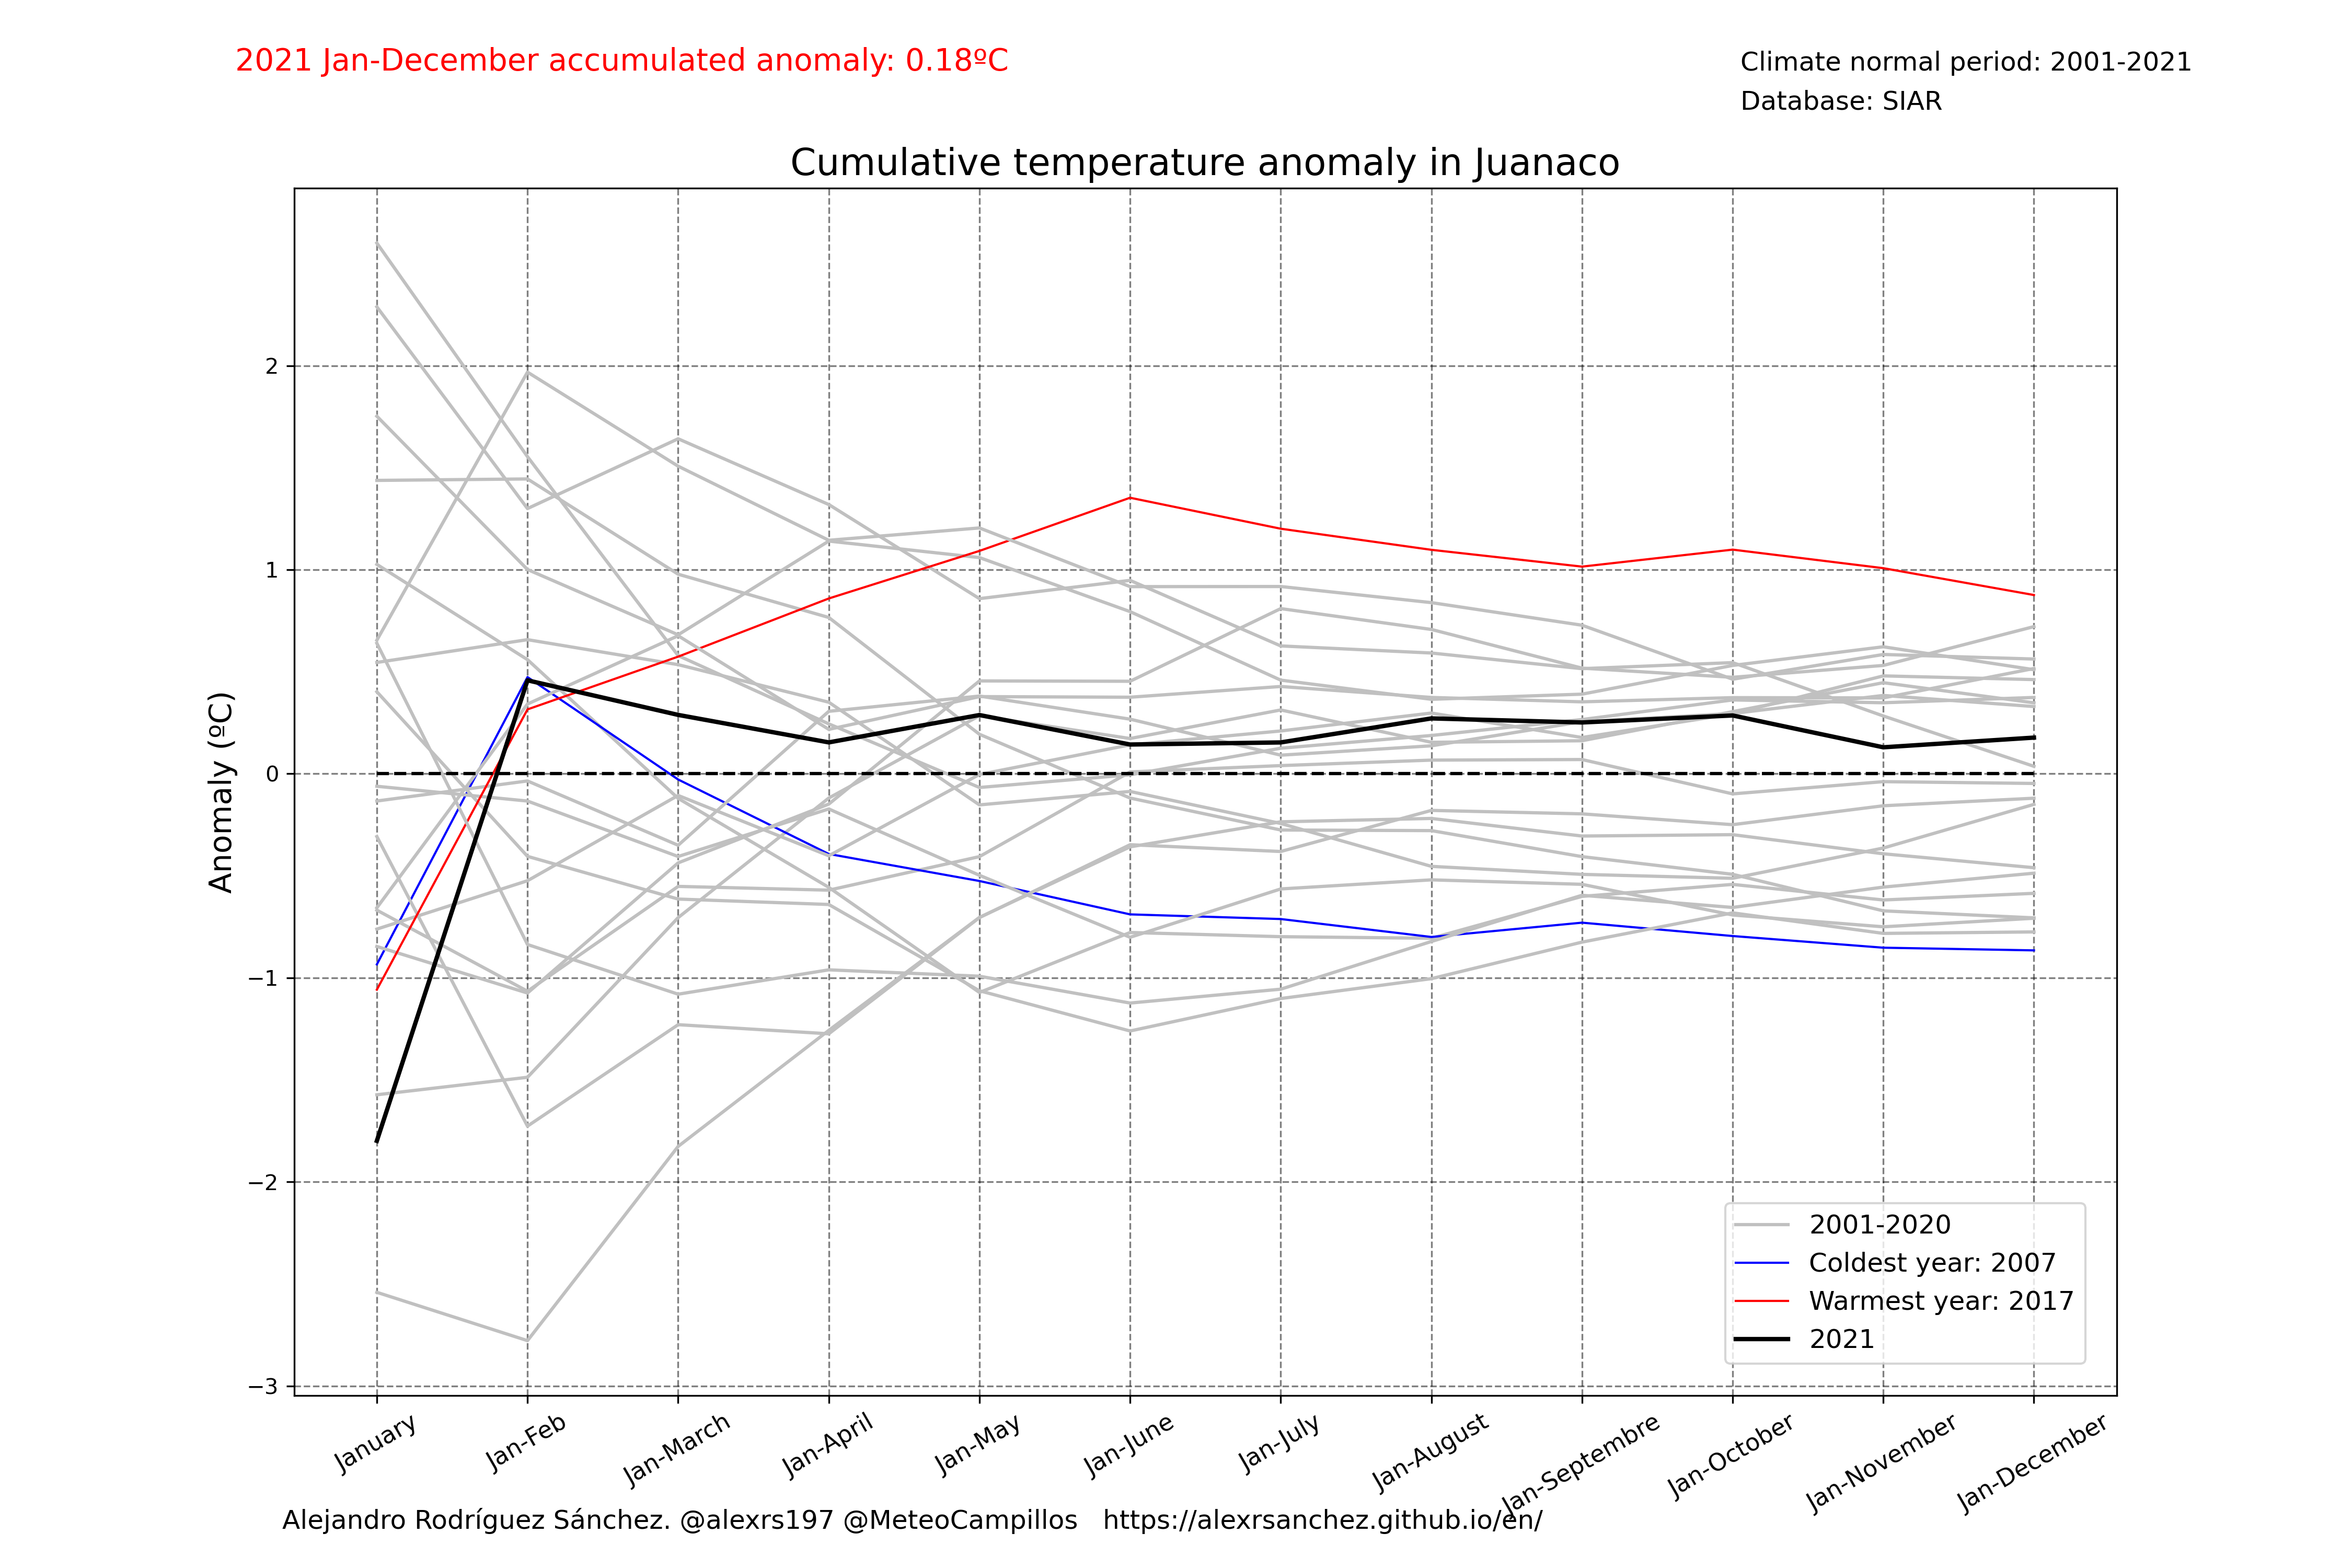 2021 Jan-December accumulated anomaly: 0.18ºC
Climate normal period: 2001-2021
Database: SIAR
Cumulative temperature anomaly in Juanaco
Anomaly (ºC)
2
1
0
−1
−2
−3
2001-2020
Coldest year: 2007
Warmest year: 2017
2021
January
Jan-Feb
Jan-March
Jan-April
Jan-May
Jan-June
Jan-July
Jan-August
Jan-Septembre
Jan-October
Jan-November
Jan-December
Alejandro Rodríguez Sánchez. @alexrs197 @MeteoCampillos   https://alexrsanchez.github.io/en/